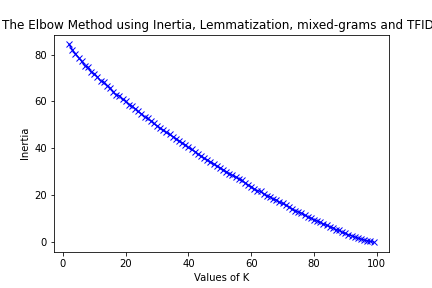 The Elbow Method using Inertia, Lemmatization, mixed-grams and TFID
80
60
40
20
0
Inertia
0 20 40 60 80 100
Values of K